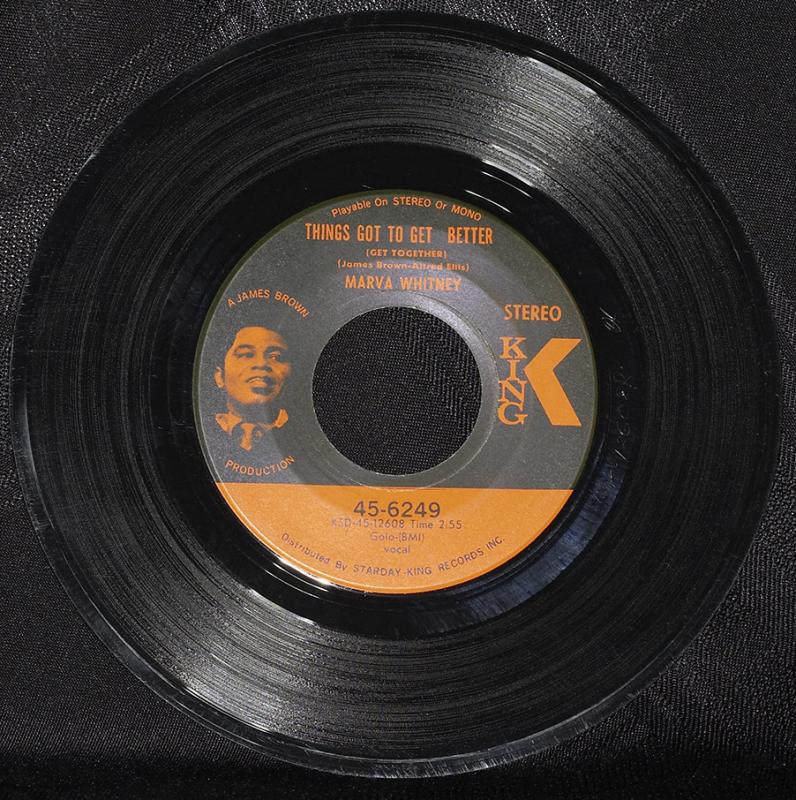 Playable On STEREO Or MONO
THINGS GOT TO GET BETTER
(GET TOGETHER)
(James Brown-Alfred Ellis)
MARVA WHITNEY
A JAMES BROWN
PRODUCTION
STEREO
KING
K
45-6249
KSD-45-12608 Time 2:55
Golo-(BMI)
vocal
Distributed By STARDAY-KING RECORDS INC.